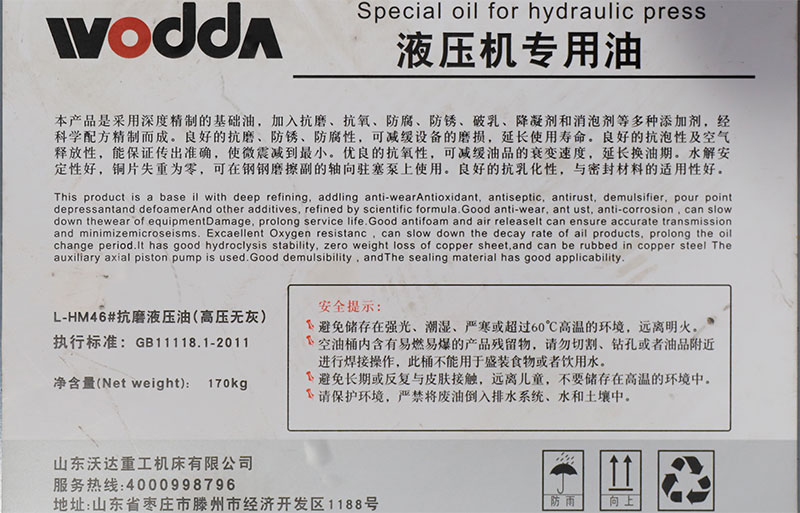 WODDA
Special oil for hydraulic press
液压机专用油
本产品是采用深度精制的基础油，加入抗磨、抗氧、防腐、防锈、破乳、降凝剂和消泡剂等多种添加剂，经
科学配方精制而成。良好的抗磨、防锈、防腐性，可减缓设备的磨损，延长使用寿命。良好的抗泡性及空气
释放性，能保证传出准确，使微震减到最小。优良的抗氧性，可减缓油品的衰变速度，延长换油期。水解安
定性好，铜片失重为零，可在钢钢磨擦副的轴向驻塞泵上使用。良好的抗乳化性，与密封材料的适用性好。
This product is a base il with deep refining, addling anti-wearAntioxidant, antiseptic, antirust, demulsifier, pour point
depressantand defoamerAnd other additives, refined by scientific formula.Good anti-wear, ant ust, anti-corrosion , can slow
down thewear of equipmentDamage, prolong service life.Good antifoam and air releaselt can ensure accurate transmission
and minimizemicroseisms. Excaellent Oxygen resistanc , can slow down the decay rate of ail products, prolong the oil
change period.It has good hydroclysis stability, zero weight loss of copper sheet,and can be rubbed in copper steel The
auxillary axial piston pump is used.Good demulsibility , andThe sealing material has good applicability.
L-HM46#抗磨液压油(高压无灰)
执行标准: GB11118.1-2011
净含量(Net weight): 170kg
安全提示:
避免储存在强光、潮湿、严寒或超过60℃高温的环境，远离明火。
空油桶内含有易燃易爆的产品残留物，请勿切割、钻孔或者油品附近
进行焊接操作，此桶不能用于盛装食物或者饮用水。
避免长期或反复与皮肤接触，远离儿童，不要储存在高温的环境中。
请保护环境，严禁将废油倒入排水系统、水和土壤中。
山东沃达重工机床有限公司
服务热线:4000998796
地址:山东省枣庄市滕州市经济开发区1188号
防雨
向上